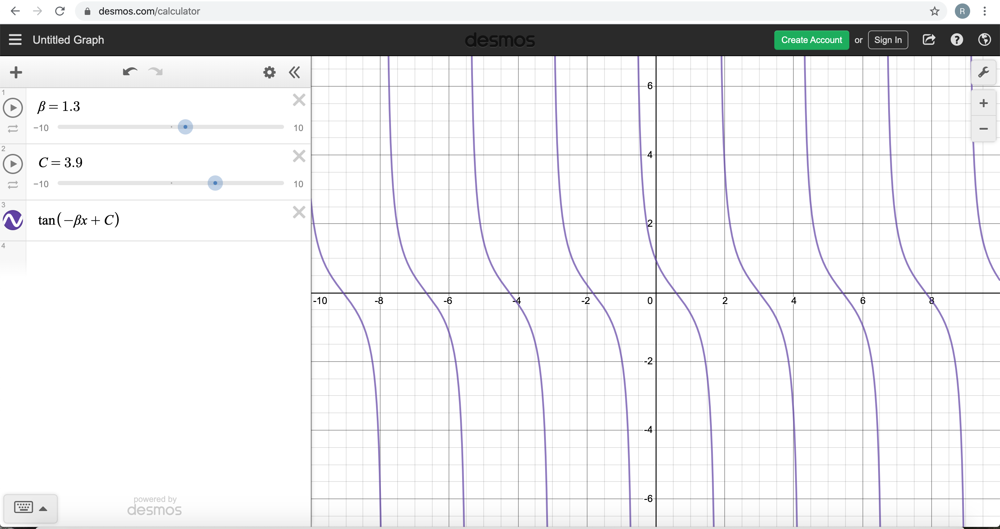 desmos.com/calculator
R
Untitled Graph
desmos
Create Account or Sign In
?
1
β = 1.3
−10
10
2
C = 3.9
−10
10
3
tan(−βx + C)
4
powered by
desmos
6
4
2
-10 -8 -6 -4 -2 0 2 4 6 8
-2
-4
-6